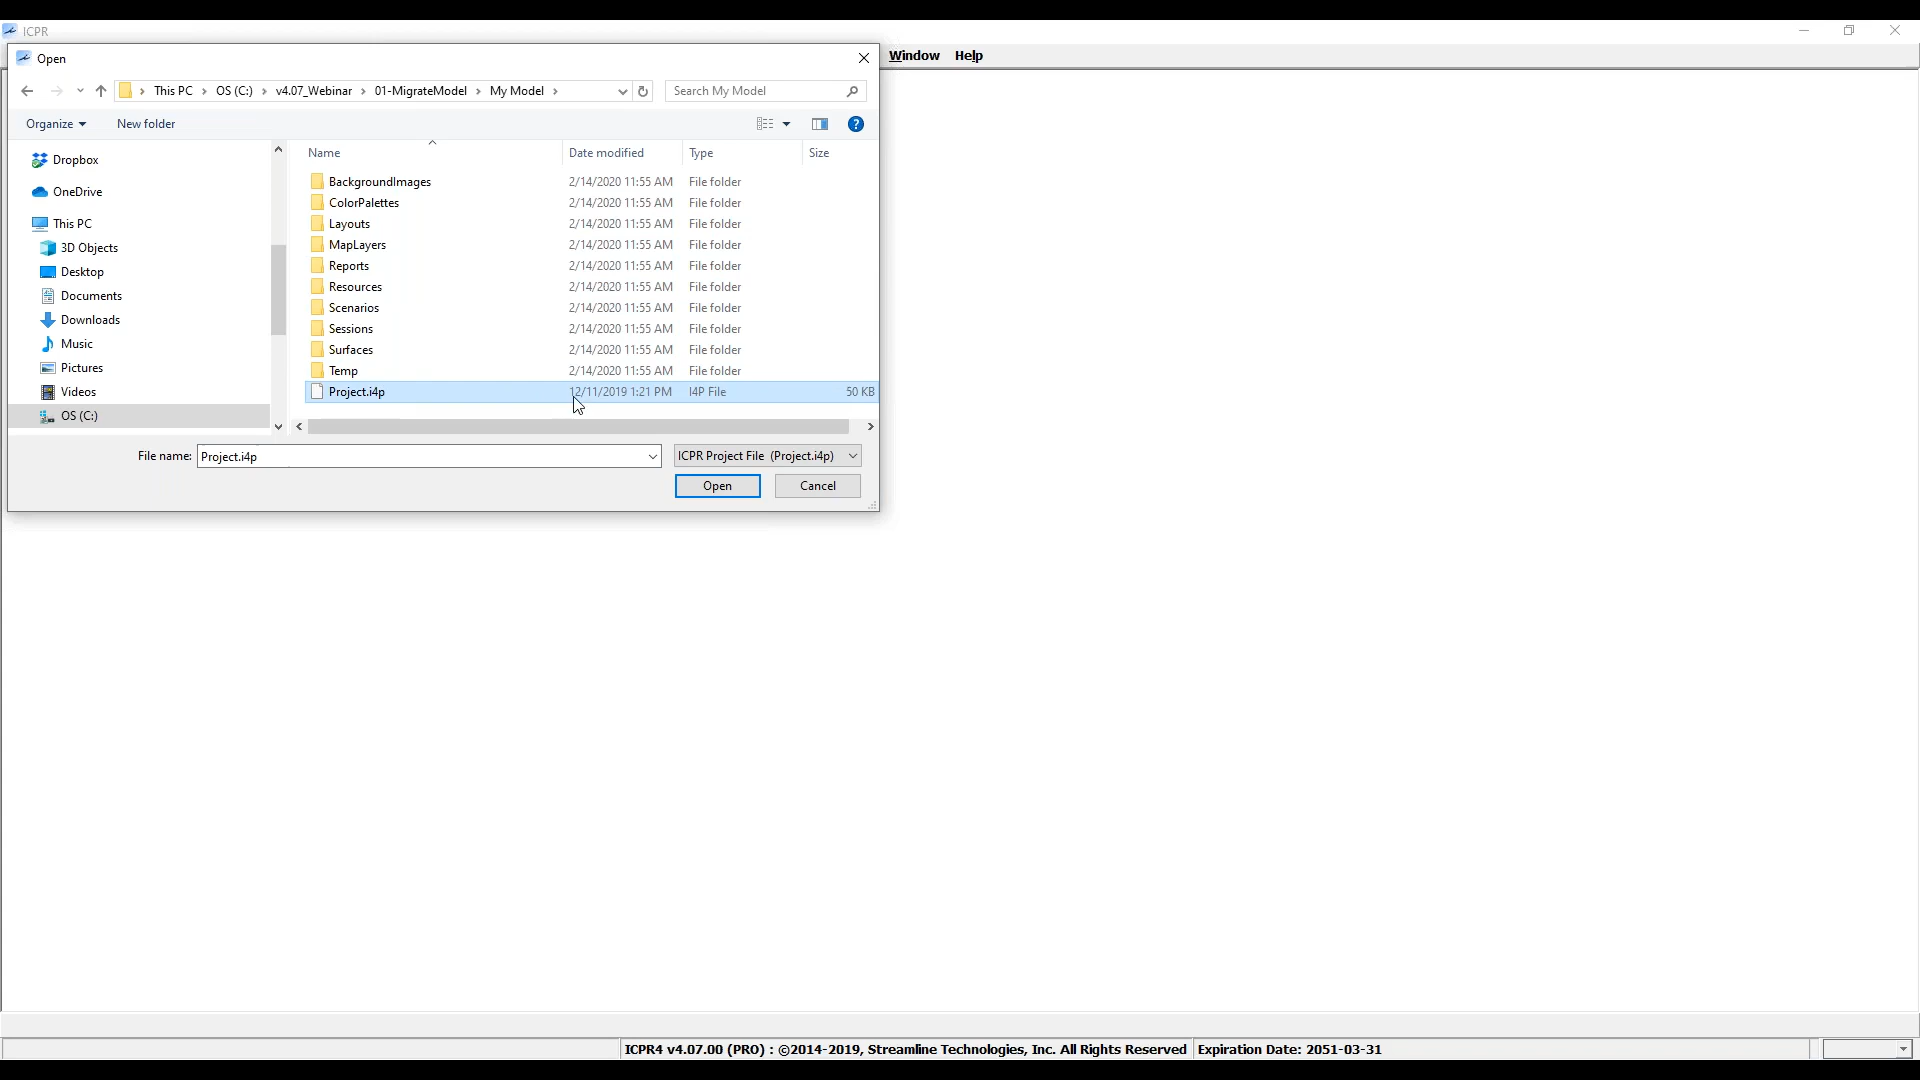 ICPR
Open
Window Help
This PC OS (C:) v4.07_Webinar 01-MigrateModel My Model
Search My Model
Organize New folder
Name Date modified Type Size
Dropbox
OneDrive
This PC
3D Objects
Desktop
Documents
Downloads
Music
Pictures
Videos
OS (C:)
BackgroundImages 2/14/2020 11:55 AM File folder
ColorPalettes 2/14/2020 11:55 AM File folder
Layouts 2/14/2020 11:55 AM File folder
MapLayers 2/14/2020 11:55 AM File folder
Reports 2/14/2020 11:55 AM File folder
Resources 2/14/2020 11:55 AM File folder
Scenarios 2/14/2020 11:55 AM File folder
Sessions 2/14/2020 11:55 AM File folder
Surfaces 2/14/2020 11:55 AM File folder
Temp 2/14/2020 11:55 AM File folder
Project.i4p 12/11/2019 1:21 PM I4P File 50 KB
File name: Project.i4p ICPR Project File (Project.i4p)
Open Cancel
ICPR4 v4.07.00 (PRO) : ©2014-2019, Streamline Technologies, Inc. All Rights Reserved Expiration Date: 2051-03-31